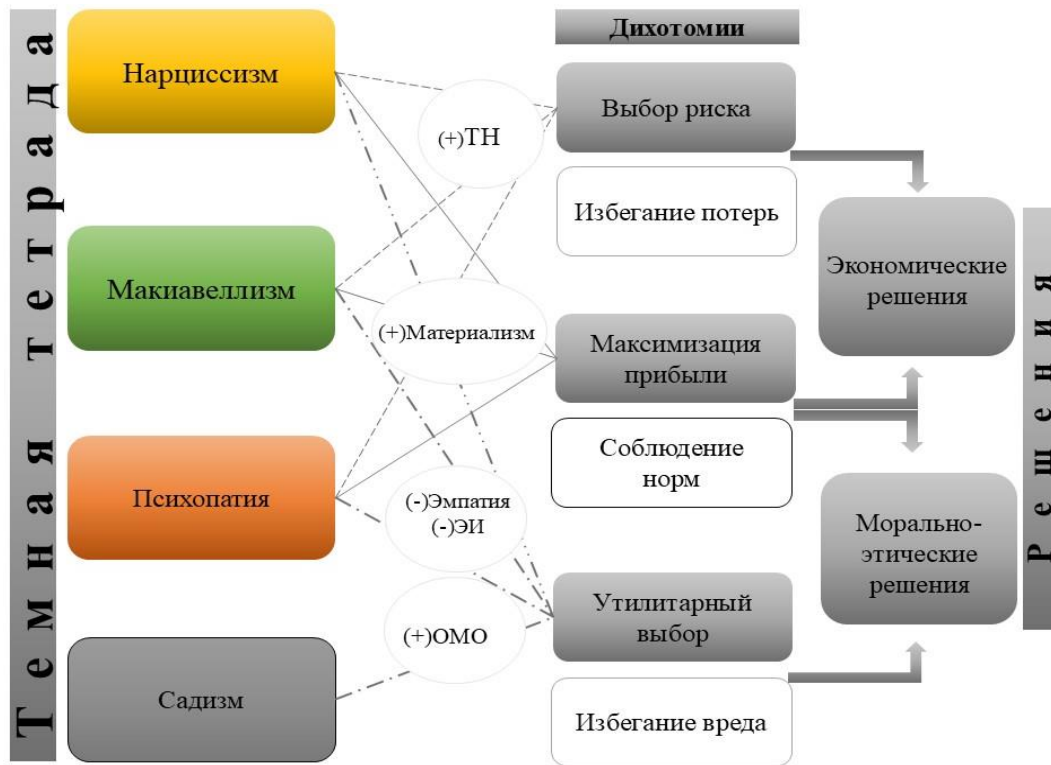 Темная тетрада
Нарциссизм
Макиавеллизм
Психопатия
Садизм
(+)ТН
(+)Материализм
(-)Эмпатия
(-)ЭИ
(+)ОМО
Дихотомии
Выбор риска
Избегание потерь
Максимизация
прибыли
Соблюдение
норм
Утилитарный
выбор
Избегание вреда
Экономические
решения
Морально-
этические
решения
Решения